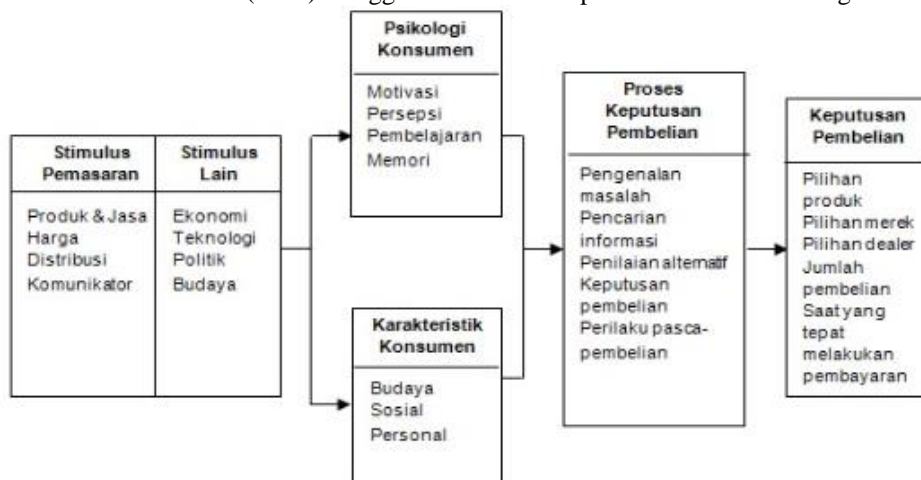 Stimulus
Pemasaran
Produk & Jasa
Harga
Distribusi
Komunikator
Stimulus
Lain
Ekonomi
Teknologi
Politik
Budaya
Psikologi
Konsumen
Motivasi
Persepsi
Pembelajaran
Memori
Karakteristik
Konsumen
Budaya
Sosial
Personal
Proses
Keputusan
Pembelian
Pengenalan
masalah
Pencarian
informasi
Penilaian alternatif
Keputusan
pembelian
Perilaku pasca-
pembelian
Keputusan
Pembelian
Pilihan
produk
Pilihan merek
Pilihan dealer
Jumlah
pembelian
Saat yang
tepat
melakukan
pembayaran